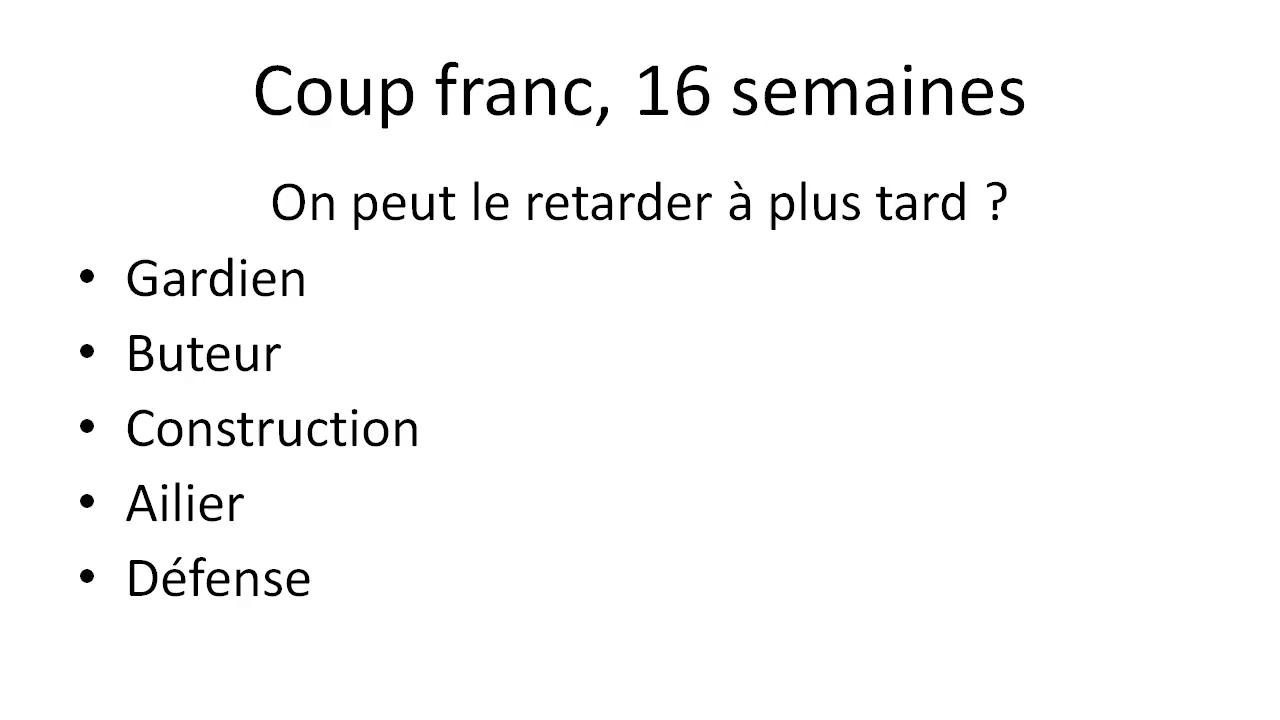 Coup franc, 16 semaines
On peut le retarder à plus tard ?
• Gardien
• Buteur
• Construction
• Ailier
• Défense